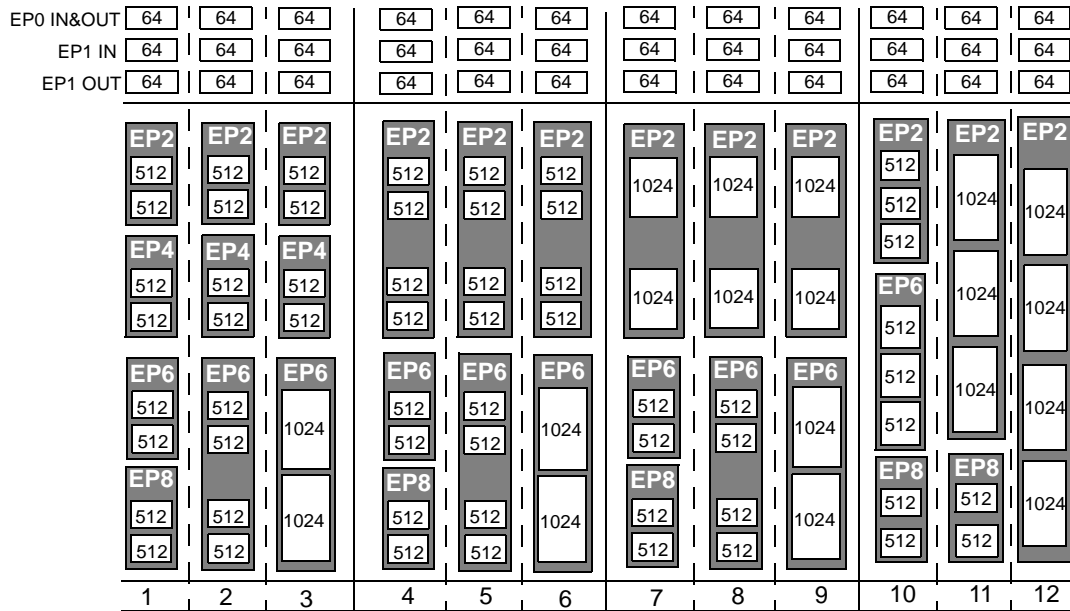 EP0 IN&OUT 64 64 64 64 64 64 64 64 64 64 64 64
EP1 IN 64 64 64 64 64 64 64 64 64 64 64 64
EP1 OUT 64 64 64 64 64 64 64 64 64 64 64 64
EP2 EP2 EP2 EP2 EP2 EP2 EP2 EP2 EP2 EP2 EP2 EP2
512 512 512 512 512 512 1024 1024 1024 512 1024 1024
512 512 512 512 512 512 512
EP4 EP4 EP4 512
512 512 512 512 512 512 1024 1024 1024 EP6 1024 1024
512 512 512 512 512 512 512
EP6 EP6 EP6 EP6 EP6 EP6 EP6 EP6 EP6 512
512 512 1024 512 512 1024 512 512 1024 512 1024 1024
512 512 512 512 512 512
EP8 EP8 EP8 EP8 EP8
512 512 1024 512 512 1024 512 512 1024 512 512 1024
512 512 512 512 512 512 512 512
1 2 3 4 5 6 7 8 9 10 11 12